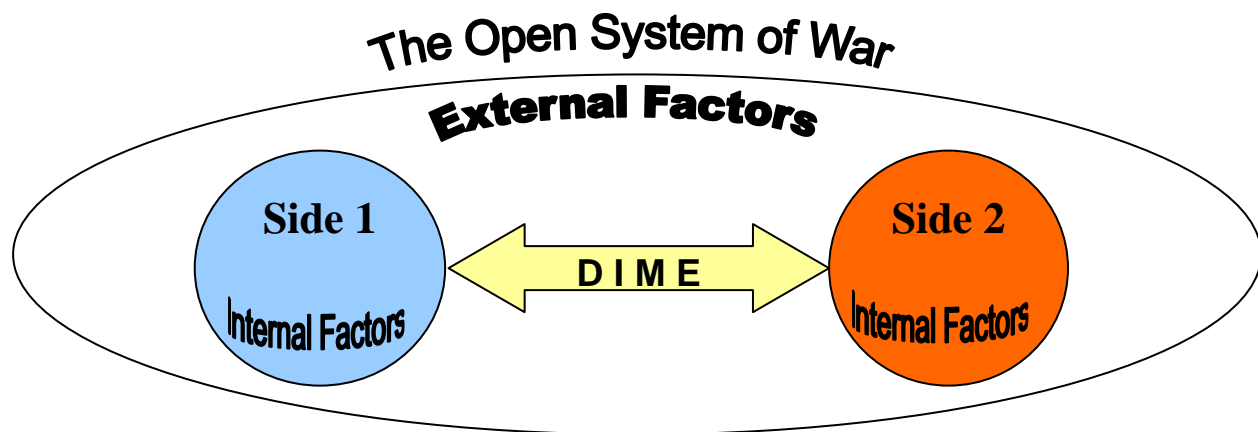 The Open System of War
External Factors
Side 1
Side 2
D I M E
Internal Factors
Internal Factors